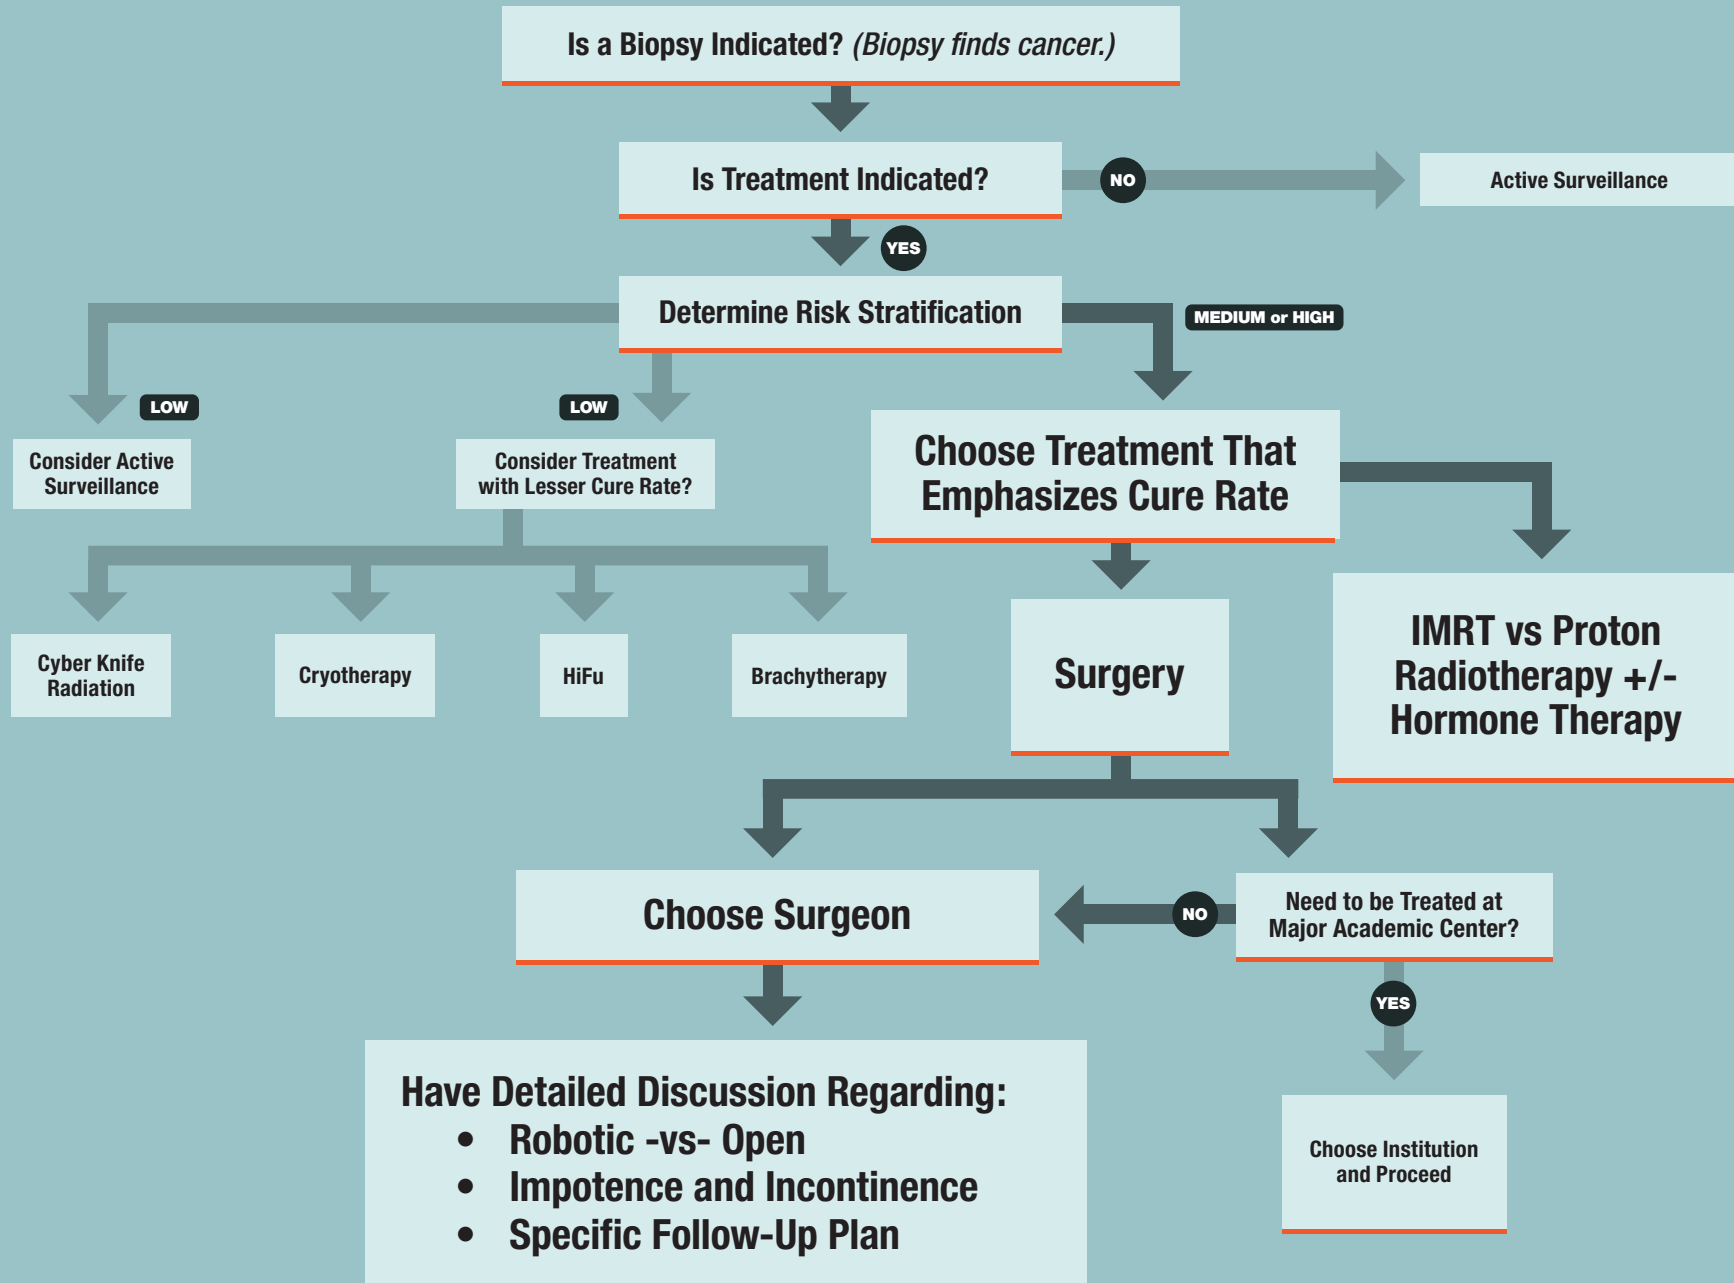 Is a Biopsy Indicated? (Biopsy finds cancer.)
Is Treatment Indicated?
NO
Active Surveillance
YES
Determine Risk Stratification
MEDIUM or HIGH
LOW
LOW
Consider Active
Surveillance
Consider Treatment
with Lesser Cure Rate?
Choose Treatment That
Emphasizes Cure Rate
Cyber Knife
Radiation
Cryotherapy
HiFu
Brachytherapy
Surgery
IMRT vs Proton
Radiotherapy +/-
Hormone Therapy
Choose Surgeon
NO
Need to be Treated at
Major Academic Center?
YES
Have Detailed Discussion Regarding:
• Robotic -vs- Open
• Impotence and Incontinence
• Specific Follow-Up Plan
Choose Institution
and Proceed